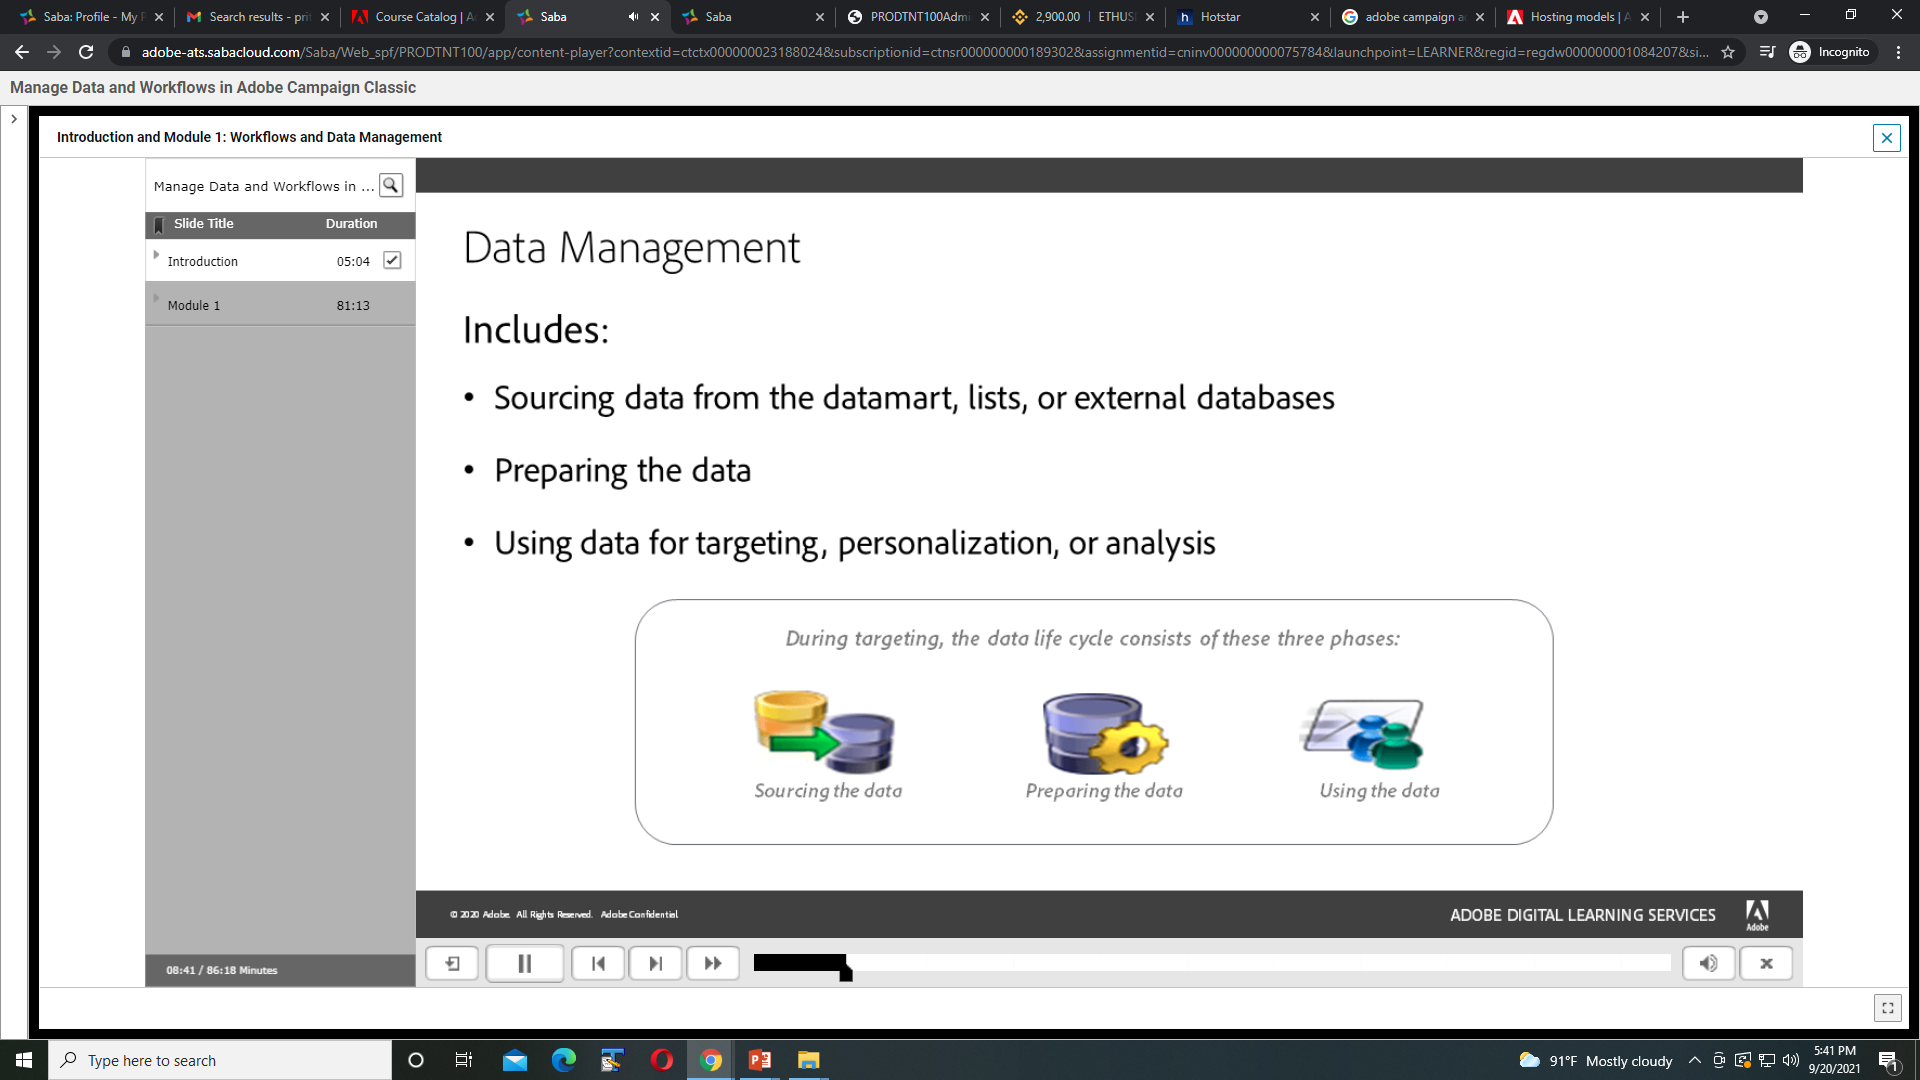 Saba: Profile - My P
Search results - prit
Course Catalog | A
Saba
Saba
PRODTNT100Admi
2,900.00 | ETHUS
Hotstar
adobe campaign a
Hosting models | A
adobe-ats.sabacloud.com/Saba/Web_spf/PRODTNT100/app/content-player?contextid=ctctx000000023188024&subscriptionid=ctnsr0000000000189302&assignmentid=cninv000000000075784&launchpoint=LEARNER&regid=regdw000000001084207&si...
Incognito
Manage Data and Workflows in Adobe Campaign Classic
Introduction and Module 1: Workflows and Data Management
Manage Data and Workflows in ...
Slide Title Duration
Introduction 05:04
Module 1 81:13
Data Management
Includes:
• Sourcing data from the datamart, lists, or external databases
• Preparing the data
• Using data for targeting, personalization, or analysis
During targeting, the data life cycle consists of these three phases:
Sourcing the data
Preparing the data
Using the data
© 2020 Adobe. All Rights Reserved. Adobe Confidential
ADOBE DIGITAL LEARNING SERVICES
Adobe
08:41 / 86:18 Minutes
Type here to search
91°F Mostly cloudy
5:41 PM
9/20/2021
1